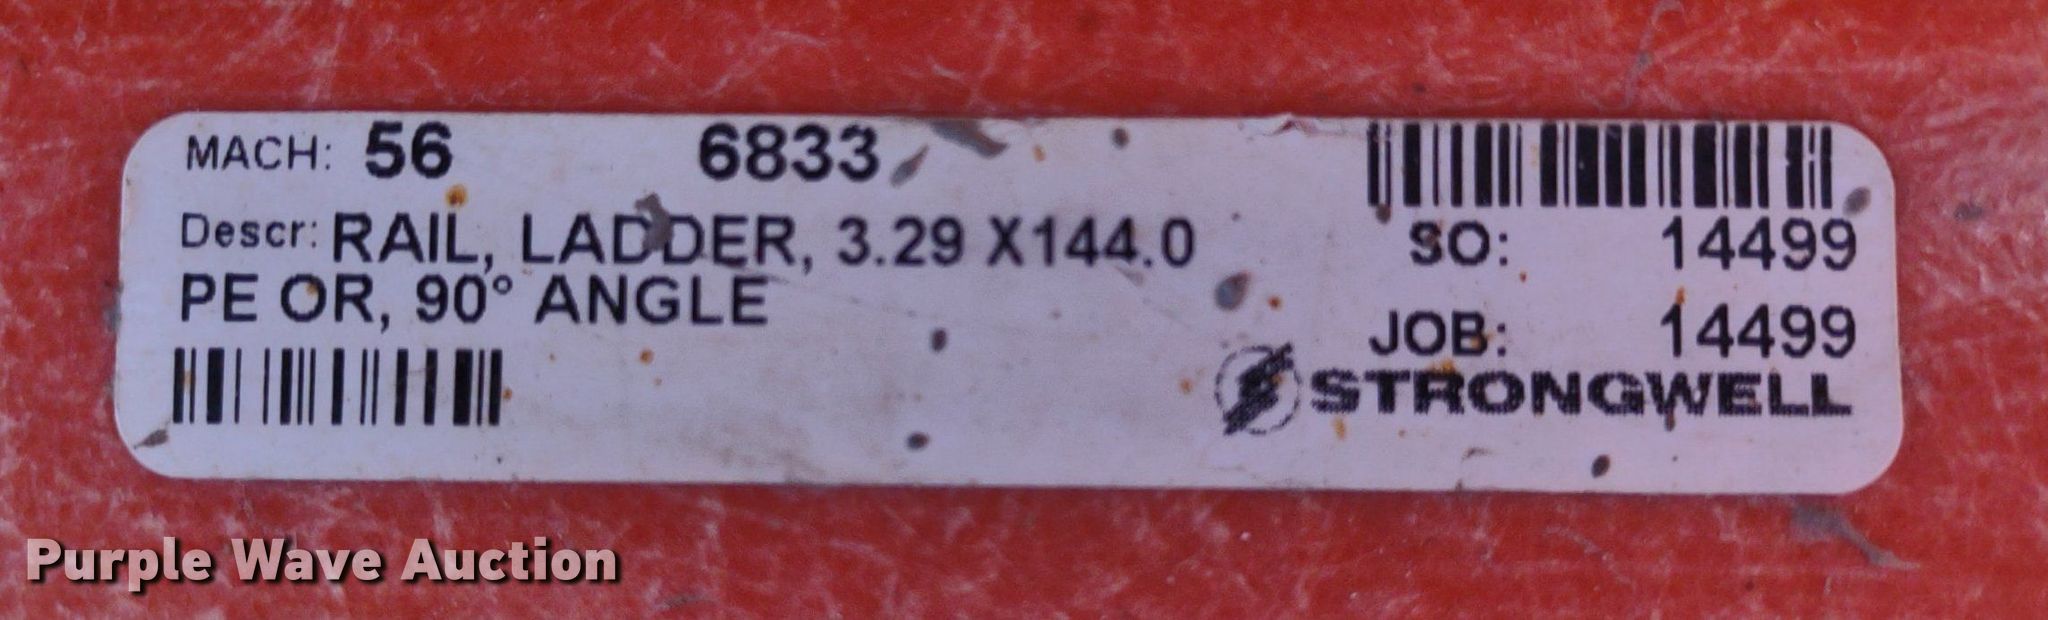 MACH: 56 6833
Descr: RAIL, LADDER, 3.29 X144.0
PE OR, 90° ANGLE
SO: 14499
JOB: 14499
STRONGWELL
Purple Wave Auction